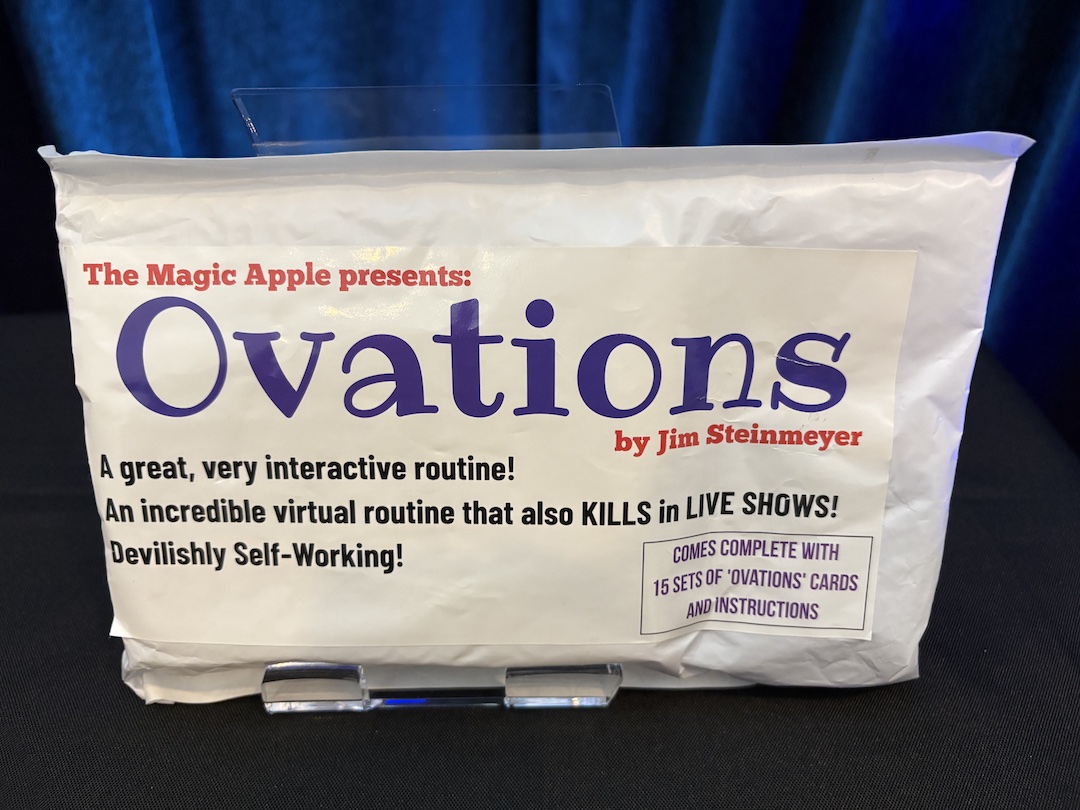 The Magic Apple presents:
Ovations
by Jim Steinmeyer
A great, very interactive routine!
An incredible virtual routine that also KILLS in LIVE SHOWS!
Devilishly Self-Working!
COMES COMPLETE WITH
15 SETS OF 'OVATIONS' CARDS
AND INSTRUCTIONS